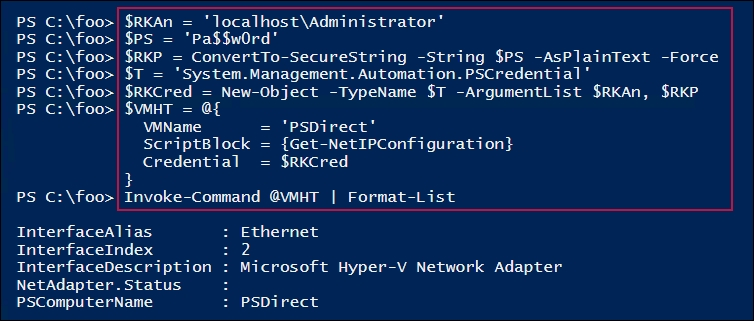 PS C:\foo> $RKAn = 'localhost\Administrator'
PS C:\foo> $PS = 'Pa$$w0rd'
PS C:\foo> $RKP = ConvertTo-SecureString -String $PS -AsPlainText -Force
PS C:\foo> $T = 'System.Management.Automation.PSCredential'
PS C:\foo> $RKCred = New-Object -TypeName $T -ArgumentList $RKAn, $RKP
PS C:\foo> $VMHT = @{
  VMName      = 'PSDirect'
  ScriptBlock = {Get-NetIPConfiguration}
  Credential  = $RKCred
}
PS C:\foo> Invoke-Command @VMHT | Format-List
InterfaceAlias       : Ethernet
InterfaceIndex       : 2
InterfaceDescription : Microsoft Hyper-V Network Adapter
NetAdapter.Status    :
PSComputerName       : PSDirect